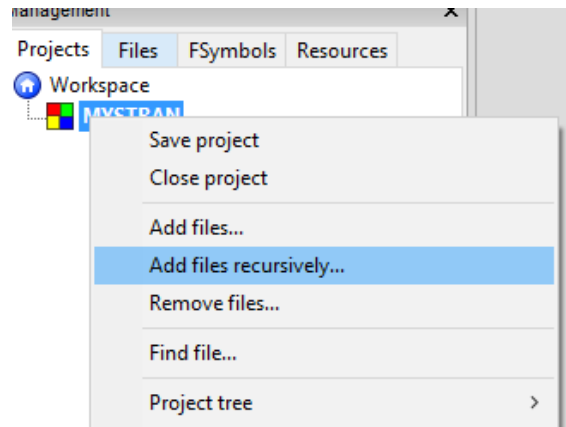 Management
Projects Files FSymbols Resources
Workspace
MYSTRAN
Save project
Close project
Add files...
Add files recursively...
Remove files...
Find file...
Project tree